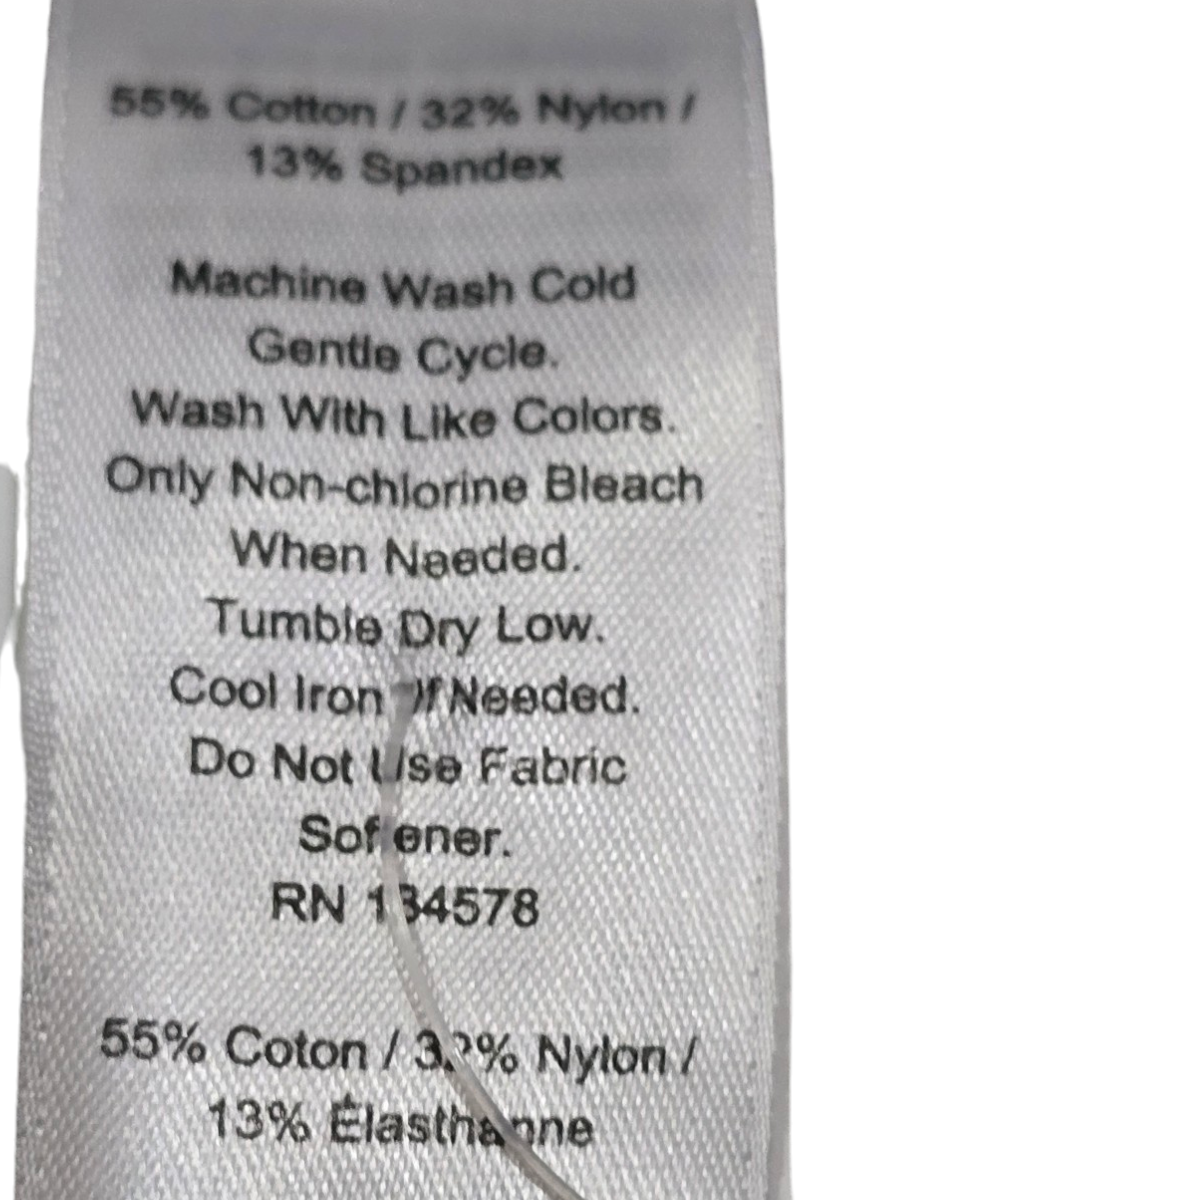 55% Cotton / 32% Nylon /
13% Spandex
Machine Wash Cold
Gentle Cycle.
Wash With Like Colors.
Only Non-chlorine Bleach
When Needed.
Tumble Dry Low.
Cool Iron If Needed.
Do Not Use Fabric
Softener.
RN 134578
55% Coton / 32% Nylon /
13% Élasthanne